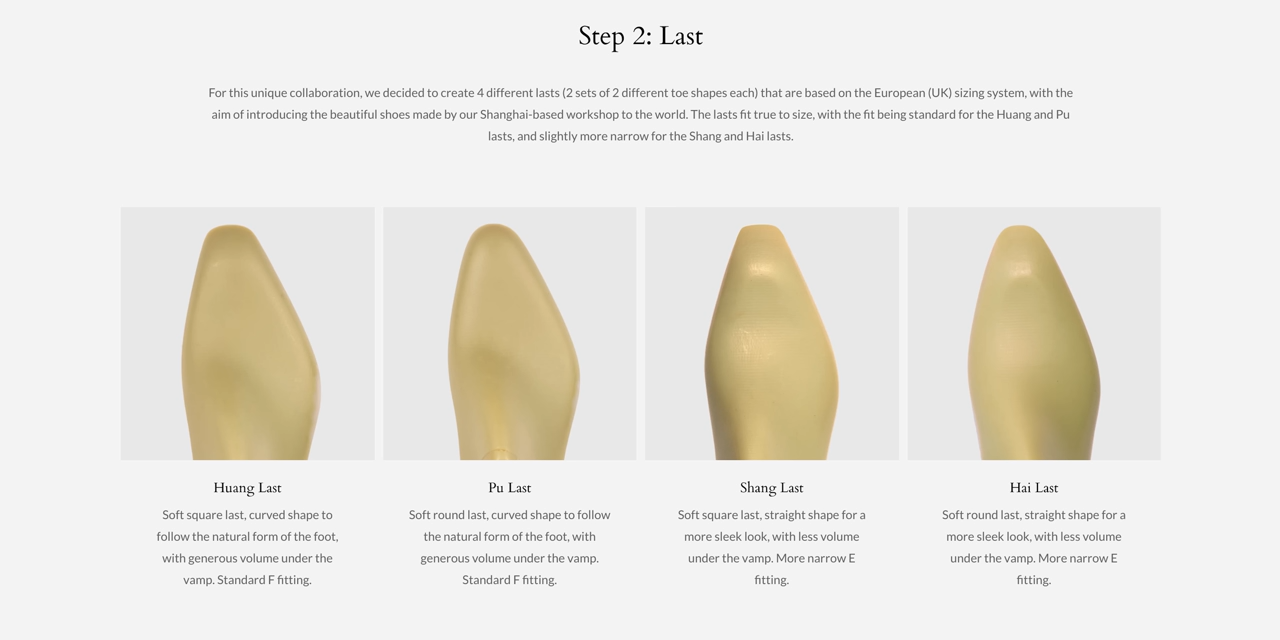 Step 2: Last
For this unique collaboration, we decided to create 4 different lasts (2 sets of 2 different toe shapes each) that are based on the European (UK) sizing system, with the
aim of introducing the beautiful shoes made by our Shanghai-based workshop to the world. The lasts fit true to size, with the fit being standard for the Huang and Pu
lasts, and slightly more narrow for the Shang and Hai lasts.
Huang Last
Soft square last, curved shape to
follow the natural form of the foot,
with generous volume under the
vamp. Standard F fitting.
Pu Last
Soft round last, curved shape to follow
the natural form of the foot, with
generous volume under the vamp.
Standard F fitting.
Shang Last
Soft square last, straight shape for a
more sleek look, with less volume
under the vamp. More narrow E
fitting.
Hai Last
Soft round last, straight shape for a
more sleek look, with less volume
under the vamp. More narrow E
fitting.